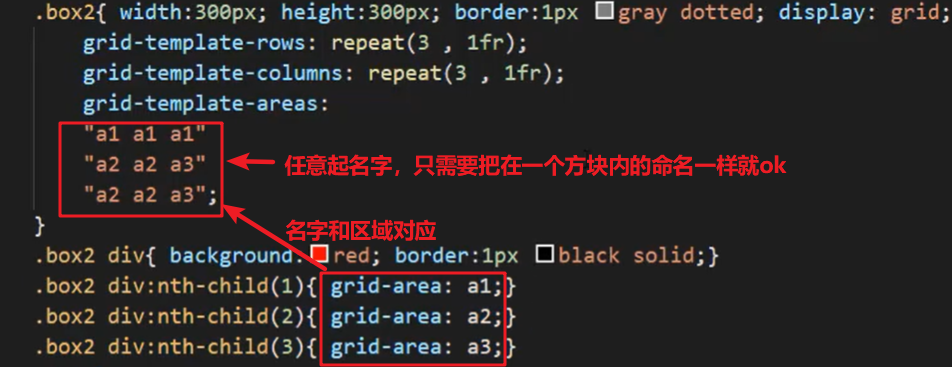 .box2{ width:300px; height:300px; border:1px gray dotted; display: grid;
grid-template-rows: repeat(3 , 1fr);
grid-template-columns: repeat(3 , 1fr);
grid-template-areas:
"a1 a1 a1"
"a2 a2 a3"
任意起名字，只需要把在一个方块内的命名一样就ok
"a2 a2 a3";
}
名字和区域对应
.box2 div{ background: red; border:1px black solid;}
.box2 div:nth-child(1){ grid-area: a1;}
.box2 div:nth-child(2){ grid-area: a2;}
.box2 div:nth-child(3){ grid-area: a3;}